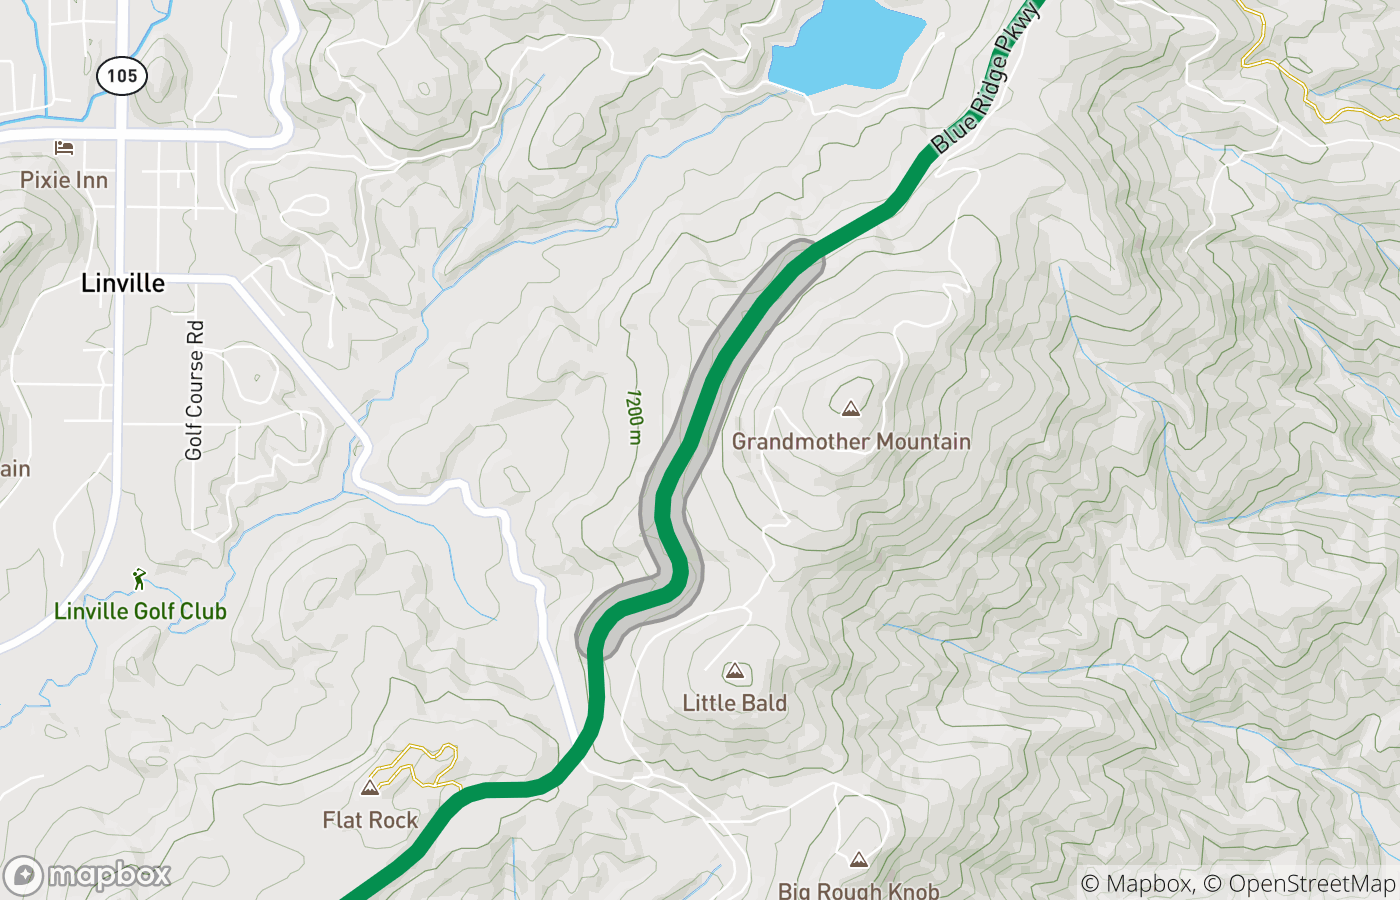 Blue Ridge Pkwy
105
Pixie Inn
Linville
Golf Course Rd
1200 m
Grandmother Mountain
ain
Linville Golf Club
Little Bald
Flat Rock
Big Rough Knob
mapbox
© Mapbox, © OpenStreetMap